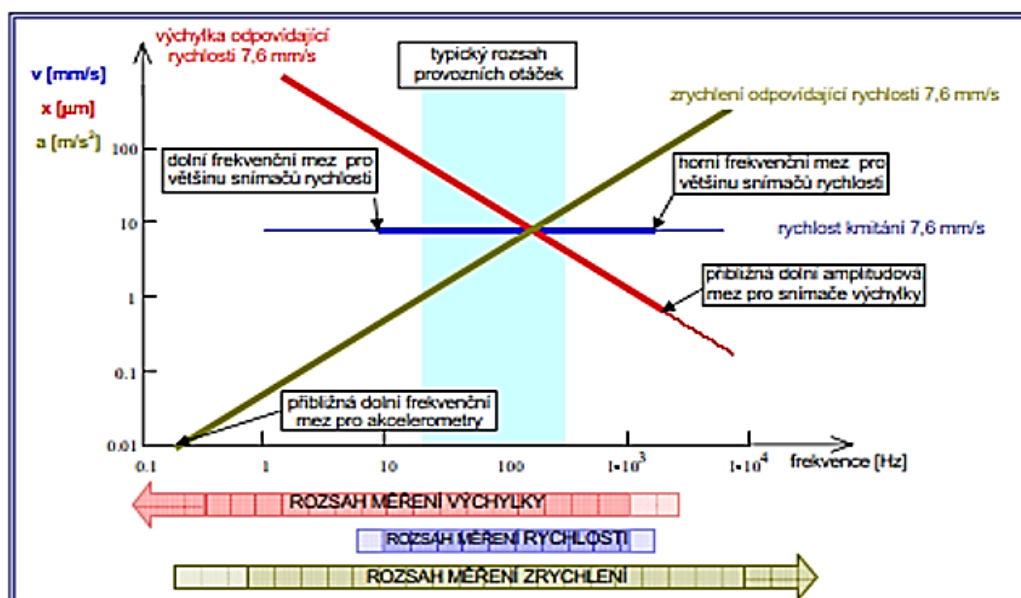 výchylka odpovídající
rychlosti 7,6 mm/s
typický rozsah
provozních otáček
v [mm/s]
x [μm]
a [m/s²]
zrychlení odpovídající rychlosti 7,6 mm/s
100
dolní frekvenční mez pro
většinu snímačů rychlosti
horní frekvenční mez pro
většinu snímačů rychlosti
10
rychlost kmitání 7,6 mm/s
přibližná dolní amplitudová
mez pro snímače výchylky
1
0.1
přibližná dolní frekvenční
mez pro akcelerometry
0.01
0.1
1
10
100
1·10³
1·10⁴
frekvence [Hz]
ROZSAH MĚŘENÍ VÝCHYLKY
ROZSAH MĚŘENÍ RYCHLOSTI
ROZSAH MĚŘENÍ ZRYCHLENÍ